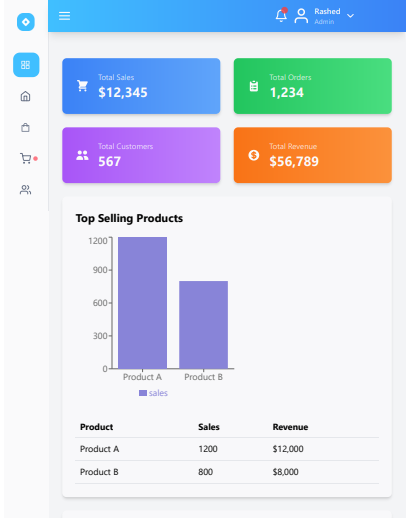 Rashed
Admin
Total Sales
$12,345
Total Orders
1,234
Total Customers
567
Total Revenue
$56,789
Top Selling Products
1200
900
600
300
0
Product A Product B
sales
Product Sales Revenue
Product A 1200 $12,000
Product B 800 $8,000